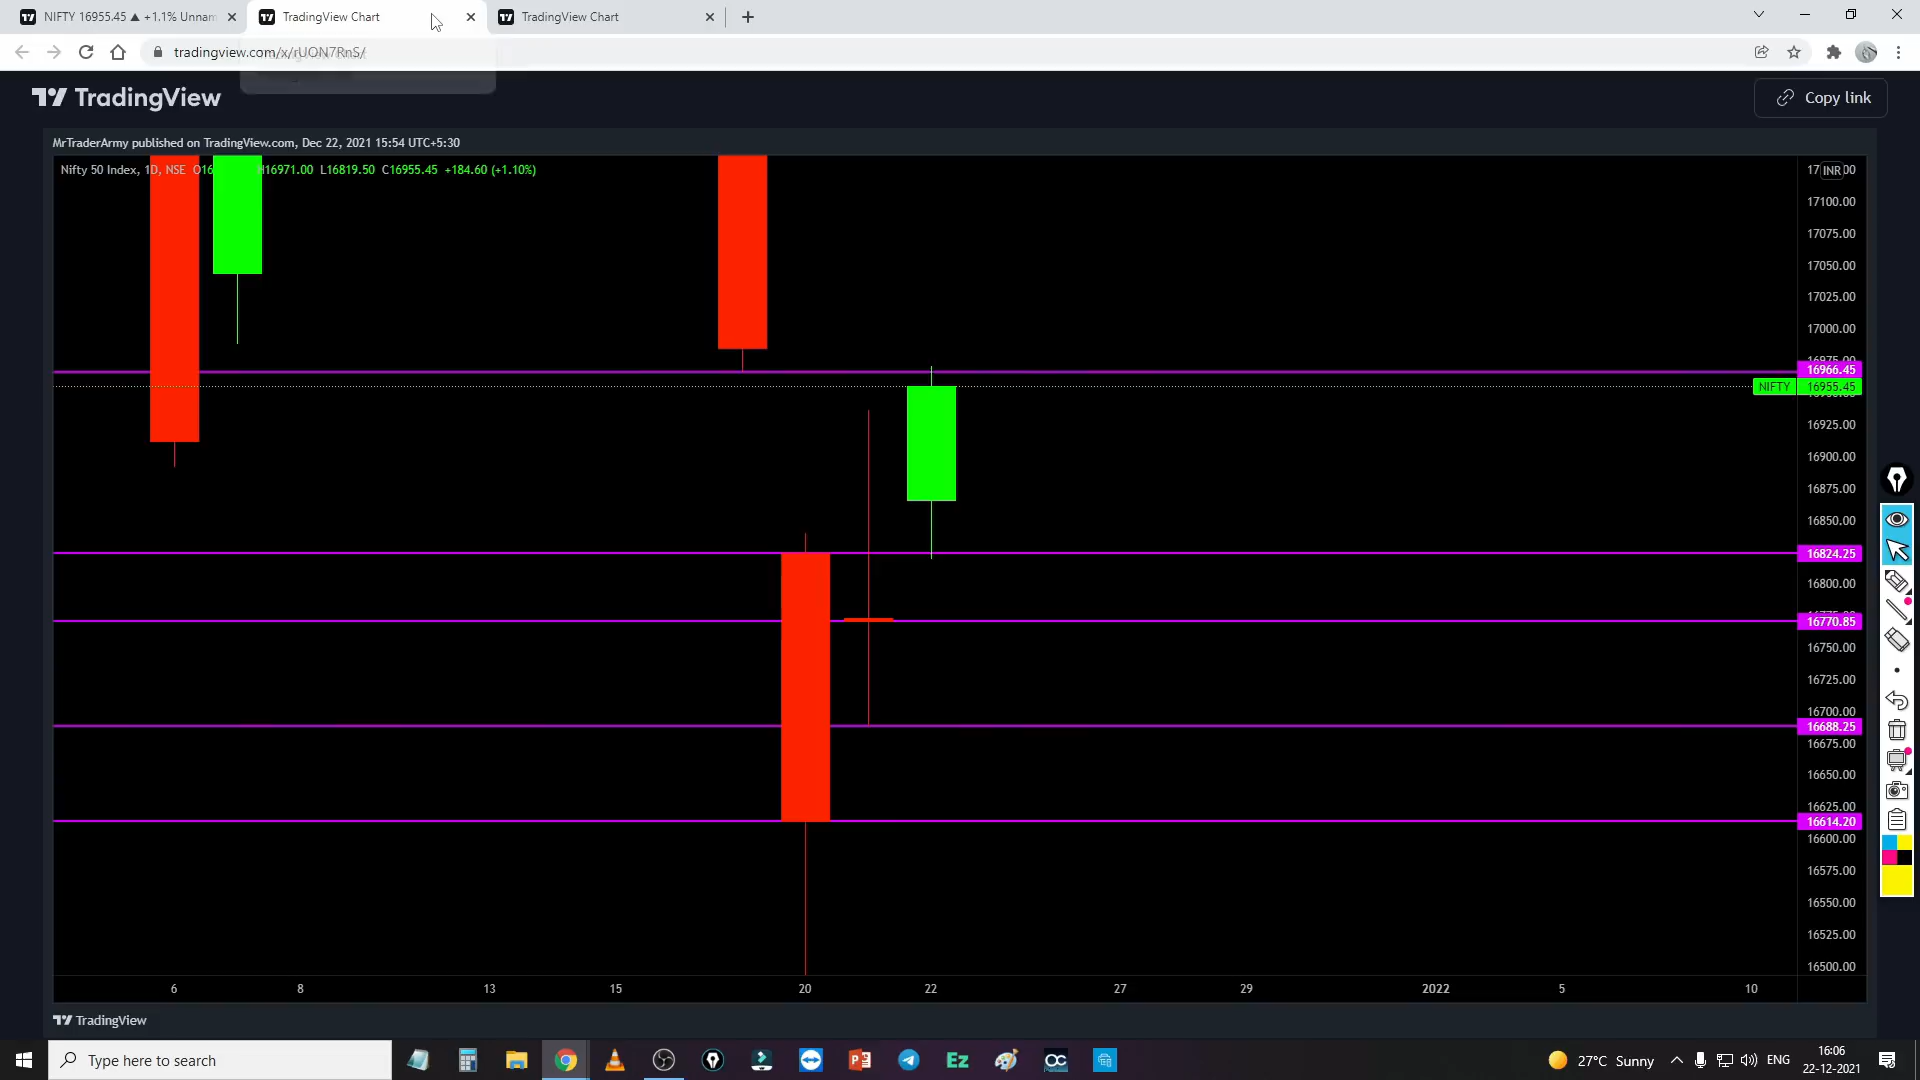 NIFTY 16955.45 ▲ +1.1% Unnam
TradingView Chart
TradingView Chart
tradingview.com/x/rUON7RnS/
TradingView
Copy link
MrTraderArmy published on TradingView.com, Dec 22, 2021 15:54 UTC+5:30
Nifty 50 Index, 1D, NSE O16 H16971.00 L16819.50 C16955.45 +184.60 (+1.10%)
INR
17100.00
17075.00
17050.00
17025.00
17000.00
16966.45
NIFTY 16955.45
16925.00
16900.00
16875.00
16850.00
16824.25
16800.00
16770.85
16750.00
16725.00
16700.00
16688.25
16675.00
16650.00
16625.00
16614.20
16600.00
16575.00
16550.00
16525.00
16500.00
6 8 13 15 20 22 27 29 2022 5 10
TradingView
Type here to search
Ez
OC
27°C Sunny
ENG
16:06
22-12-2021